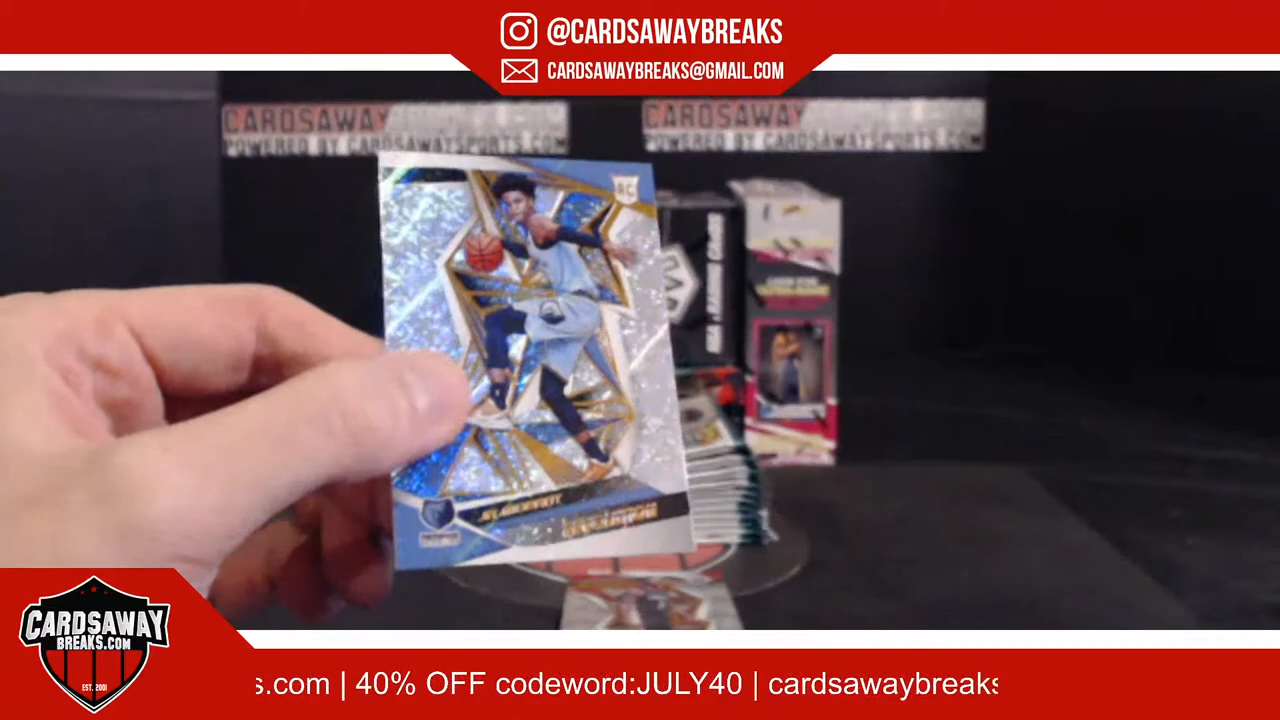 @CARDSAWAYBREAKS
CARDSAWAYBREAKS@GMAIL.COM
CARDSAWAY
CARDSAWAY
POWERED BY CARDSAWAYSPORTS.COM
POWERED BY CARDSAWAYSPORTS.COM
RC
CARDSAWAY
BREAKS.COM
EST. 2001
s.com | 40% OFF codeword:JULY40 | cardsawaybreaks